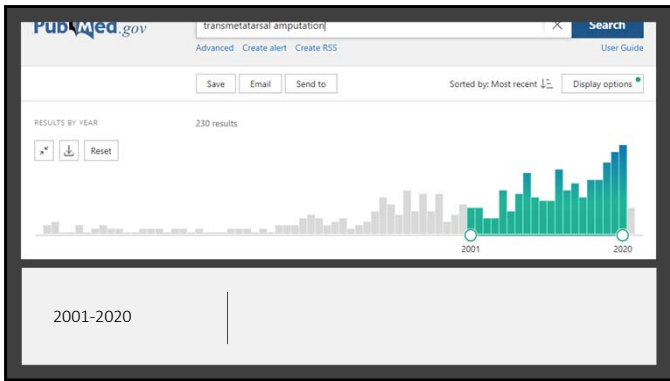 PubMed.gov
transmetatarsal amputation
Search
Advanced Create alert Create RSS
User Guide
Save Email Send to
Sorted by: Most recent
Display options
RESULTS BY YEAR
230 results
Reset
2001 2020
2001-2020